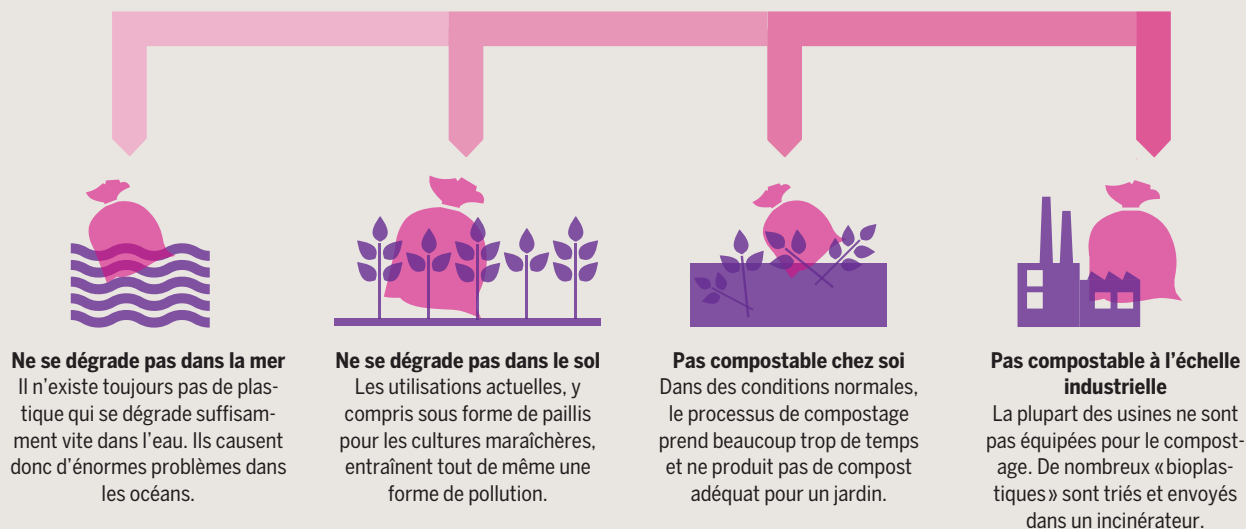 Ne se dégrade pas dans la mer
Il n’existe toujours pas de plas-
tique qui se dégrade suffisam-
ment vite dans l’eau. Ils causent
donc d’énormes problèmes dans
les océans.
Ne se dégrade pas dans le sol
Les utilisations actuelles, y
compris sous forme de paillis
pour les cultures maraîchères,
entraînent tout de même une
forme de pollution.
Pas compostable chez soi
Dans des conditions normales,
le processus de compostage
prend beaucoup trop de temps
et ne produit pas de compost
adéquat pour un jardin.
Pas compostable à l’échelle
industrielle
La plupart des usines ne sont
pas équipées pour le compost-
age. De nombreux «bioplas-
tiques» sont triés et envoyés
dans un incinérateur.